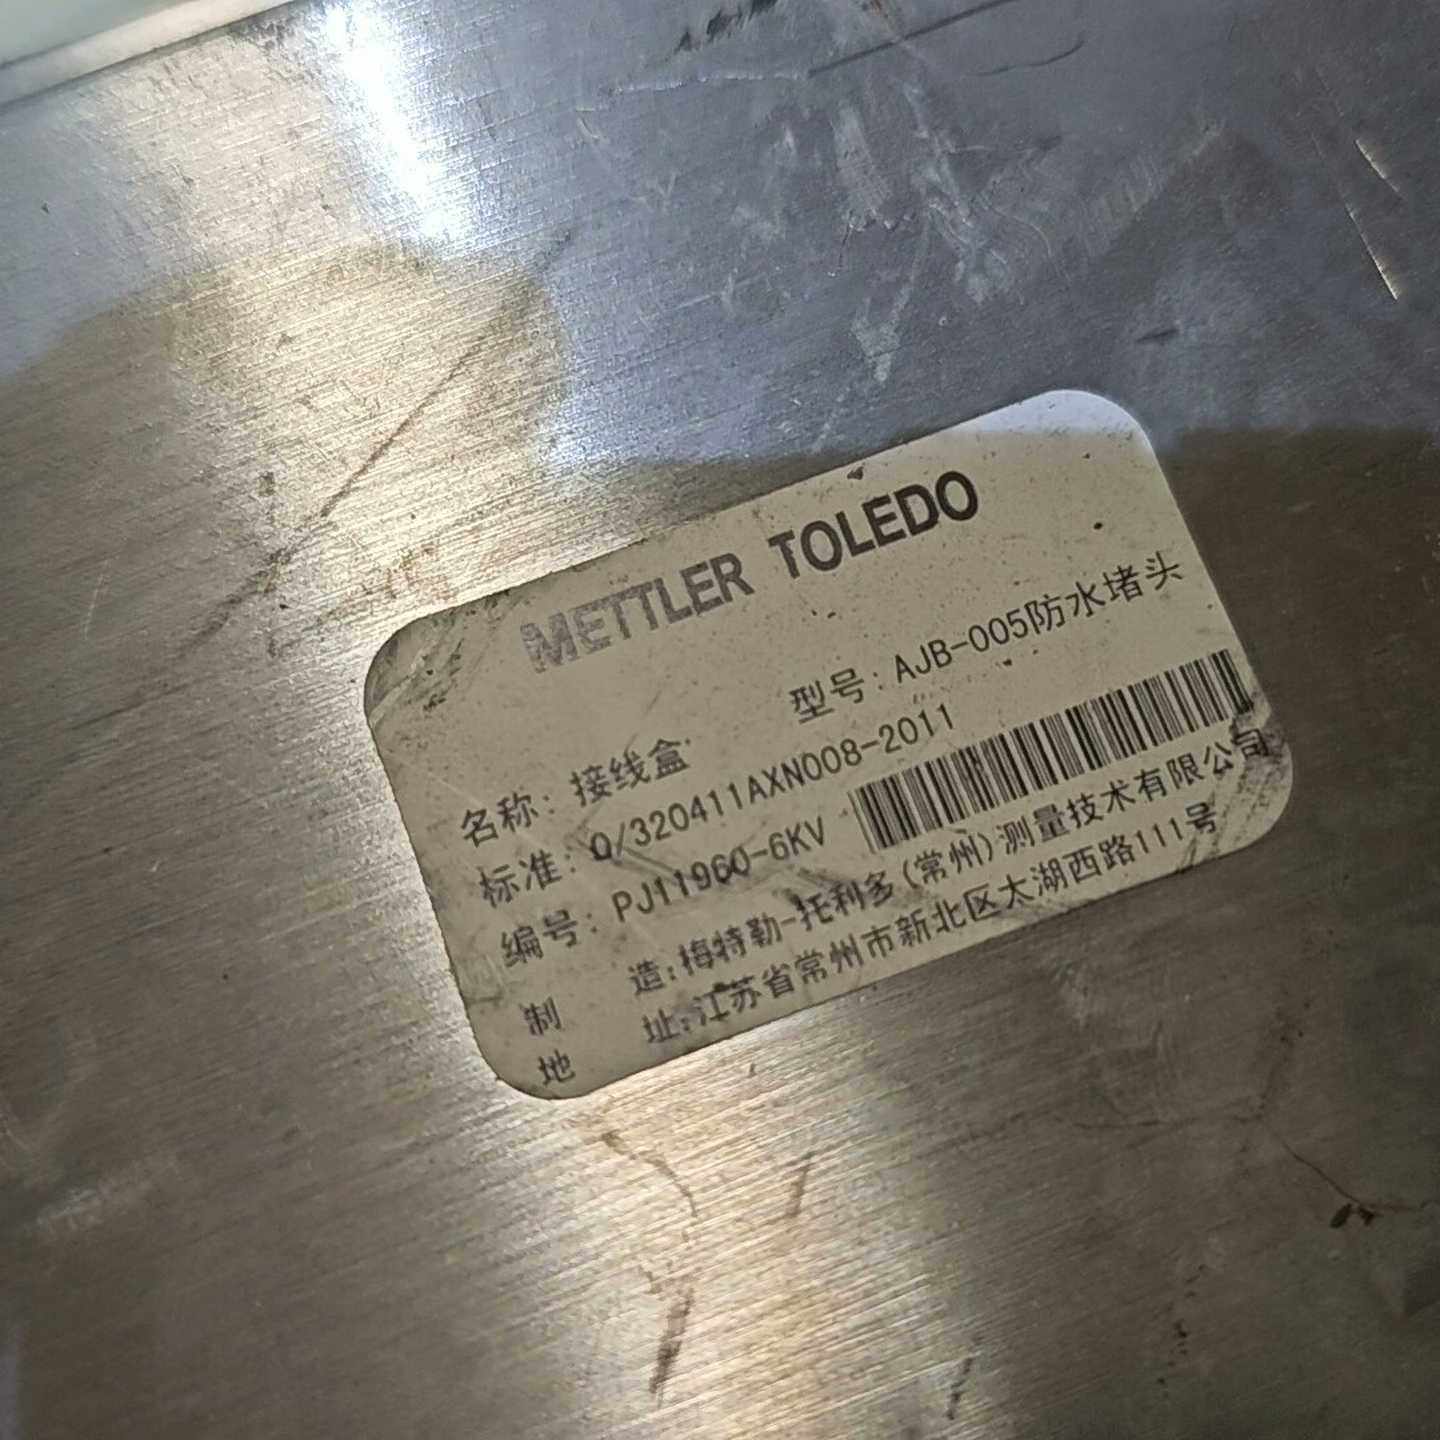 METTLER TOLEDO
名称: 接线盒 型号: AJB-005防水堵头
标准: Q/320411AXN008-2011
编号: PJ11960-6KV
制 造: 梅特勒-托利多(常州)测量技术有限公司
地 址: 江苏省常州市新北区太湖西路111号